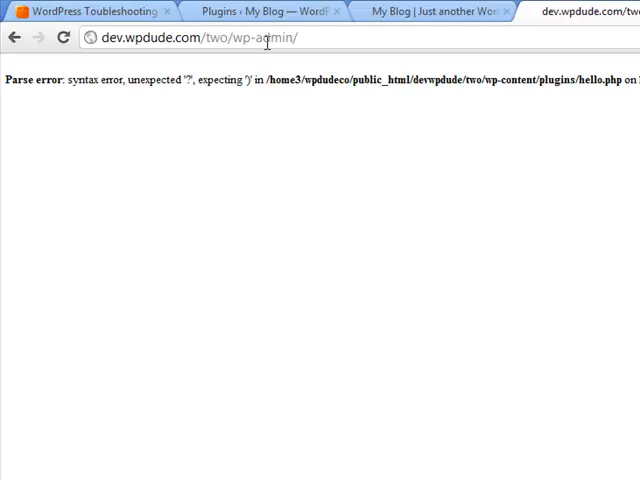 WordPress Toubleshooting
Plugins ‹ My Blog — WordP
My Blog | Just another Wor
dev.wpdude.com/two
dev.wpdude.com/two/wp-admin/
Parse error: syntax error, unexpected '?', expecting ')' in /home3/wpdudeco/public_html/devwpdude/two/wp-content/plugins/hello.php on